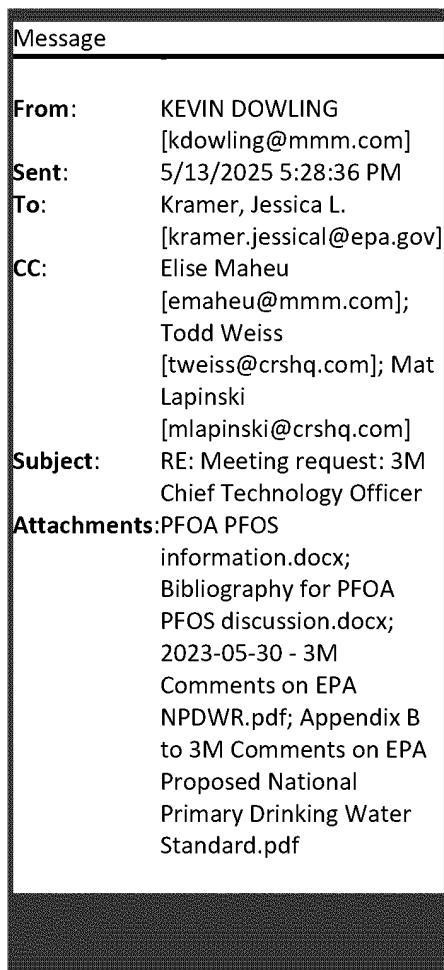 Message
From: KEVIN DOWLING
[kdowling@mmm.com]
Sent: 5/13/2025 5:28:36 PM
To: Kramer, Jessica L.
[kramer.jessical@epa.gov]
CC: Elise Maheu
[emaheu@mmm.com];
Todd Weiss
[tweiss@crshq.com]; Mat
Lapinski
[mlapinski@crshq.com]
Subject: RE: Meeting request: 3M
Chief Technology Officer
Attachments:PFOA PFOS
information.docx;
Bibliography for PFOA
PFOS discussion.docx;
2023-05-30 - 3M
Comments on EPA
NPDWR.pdf; Appendix B
to 3M Comments on EPA
Proposed National
Primary Drinking Water
Standard.pdf